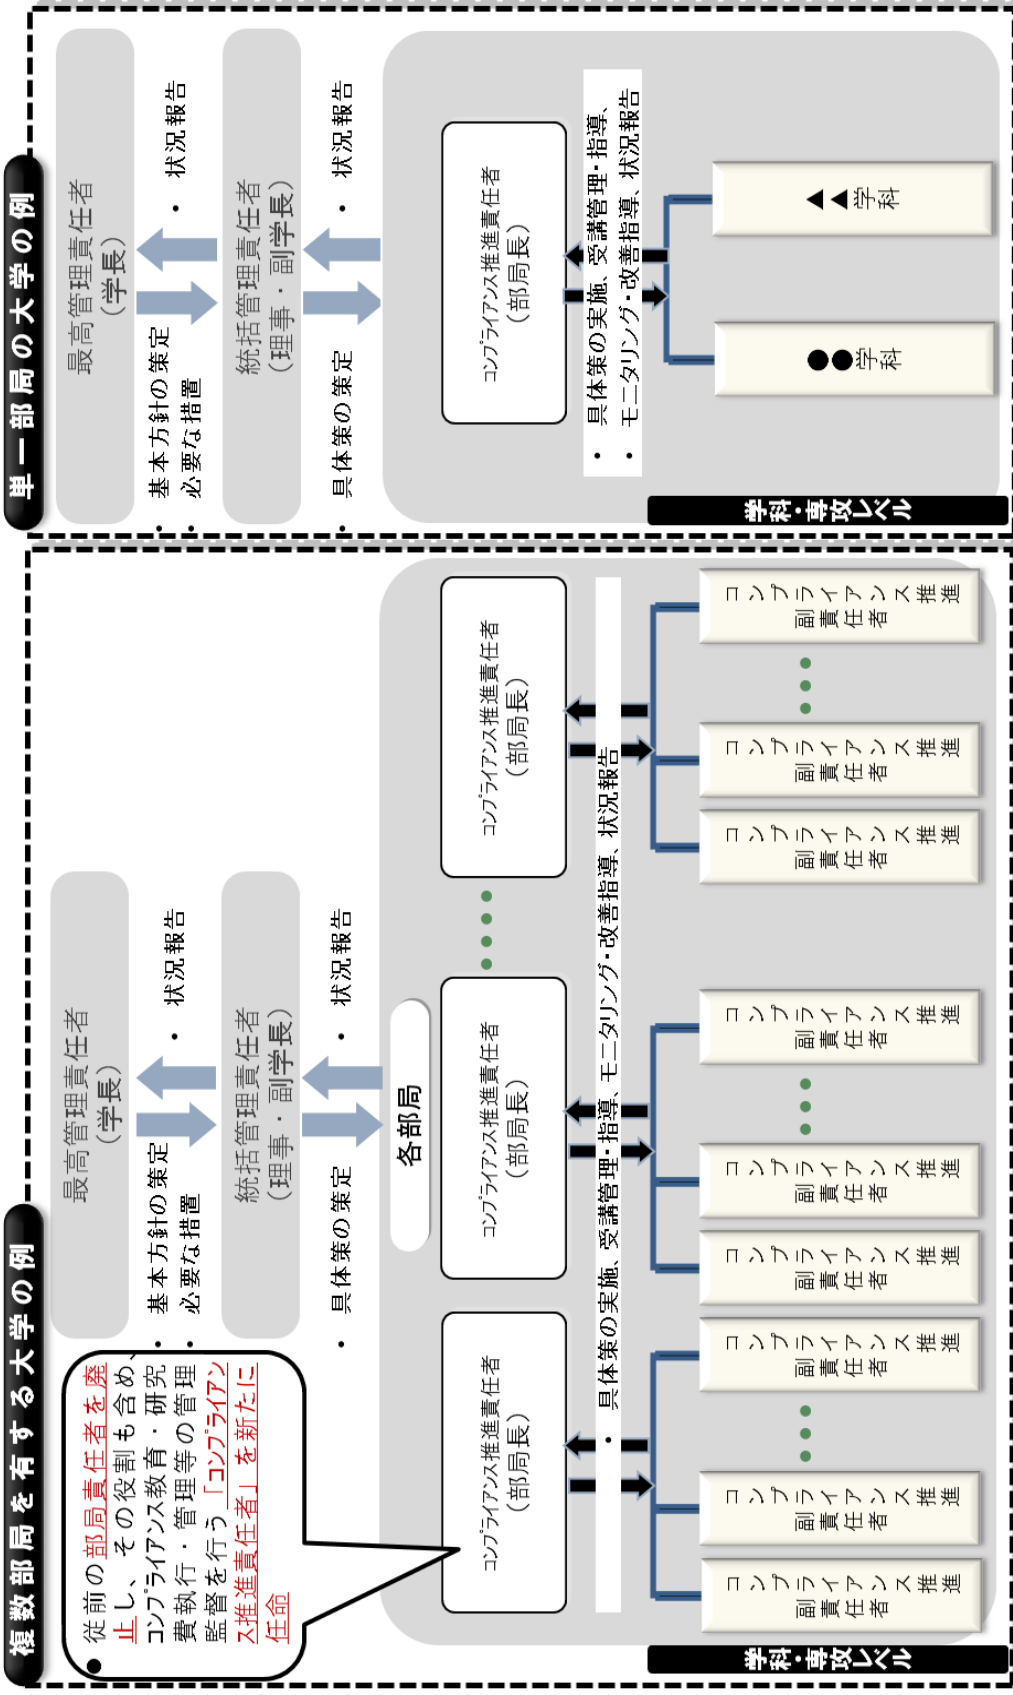 複数部局を有する大学の例
最高管理責任者
(学長)
・ 基本方針の策定
・ 必要な措置
・ 状況報告
統括管理責任者
(理事・副学長)
・ 具体策の策定
・ 状況報告
● 従前の部局責任者を廃
止し、その役割も含め、
コンプライアンス教育・研究
費執行・管理等の管理
監督を行う「コンプライアン
ス推進責任者」を新たに
任命
各部局
コンプライアンス推進責任者
(部局長)
コンプライアンス推進責任者
(部局長)
コンプライアンス推進責任者
(部局長)
・ 具体策の実施、受講管理・指導、モニタリング・改善指導、状況報告
学科・専攻レベル
コンプライアンス推進
副責任者
コンプライアンス推進
副責任者
コンプライアンス推進
副責任者
コンプライアンス推進
副責任者
コンプライアンス推進
副責任者
コンプライアンス推進
副責任者
コンプライアンス推進
副責任者
コンプライアンス推進
副責任者
コンプライアンス推進
副責任者
単一部局の大学の例
最高管理責任者
(学長)
・ 基本方針の策定
・ 必要な措置
・ 状況報告
統括管理責任者
(理事・副学長)
・ 具体策の策定
・ 状況報告
コンプライアンス推進責任者
(部局長)
・ 具体策の実施、受講管理・指導、
・ モニタリング・改善指導、状況報告
学科・専攻レベル
●●学科
▲▲学科